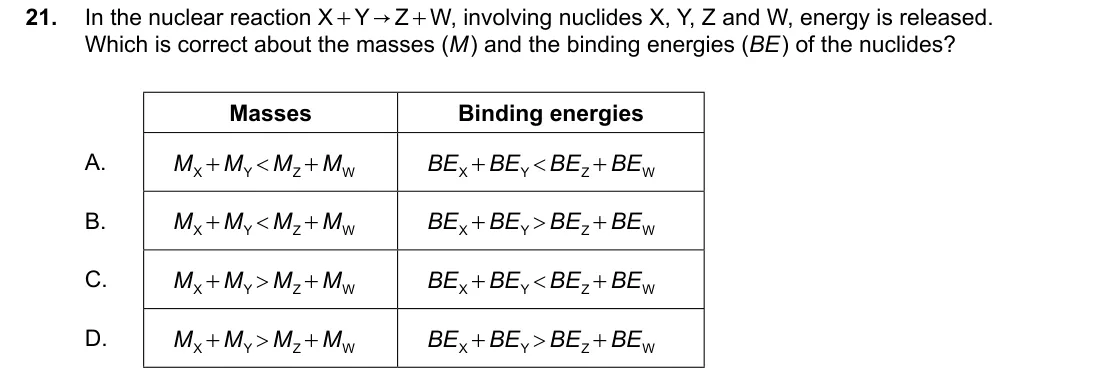 21. In the nuclear reaction X+Y→Z+W, involving nuclides X, Y, Z and W, energy is released.
Which is correct about the masses (M) and the binding energies (BE) of the nuclides?
Masses Binding energies
A. M_X+M_Y<M_Z+M_W BE_X+BE_Y<BE_Z+BE_W
B. M_X+M_Y<M_Z+M_W BE_X+BE_Y>BE_Z+BE_W
C. M_X+M_Y>M_Z+M_W BE_X+BE_Y<BE_Z+BE_W
D. M_X+M_Y>M_Z+M_W BE_X+BE_Y>BE_Z+BE_W